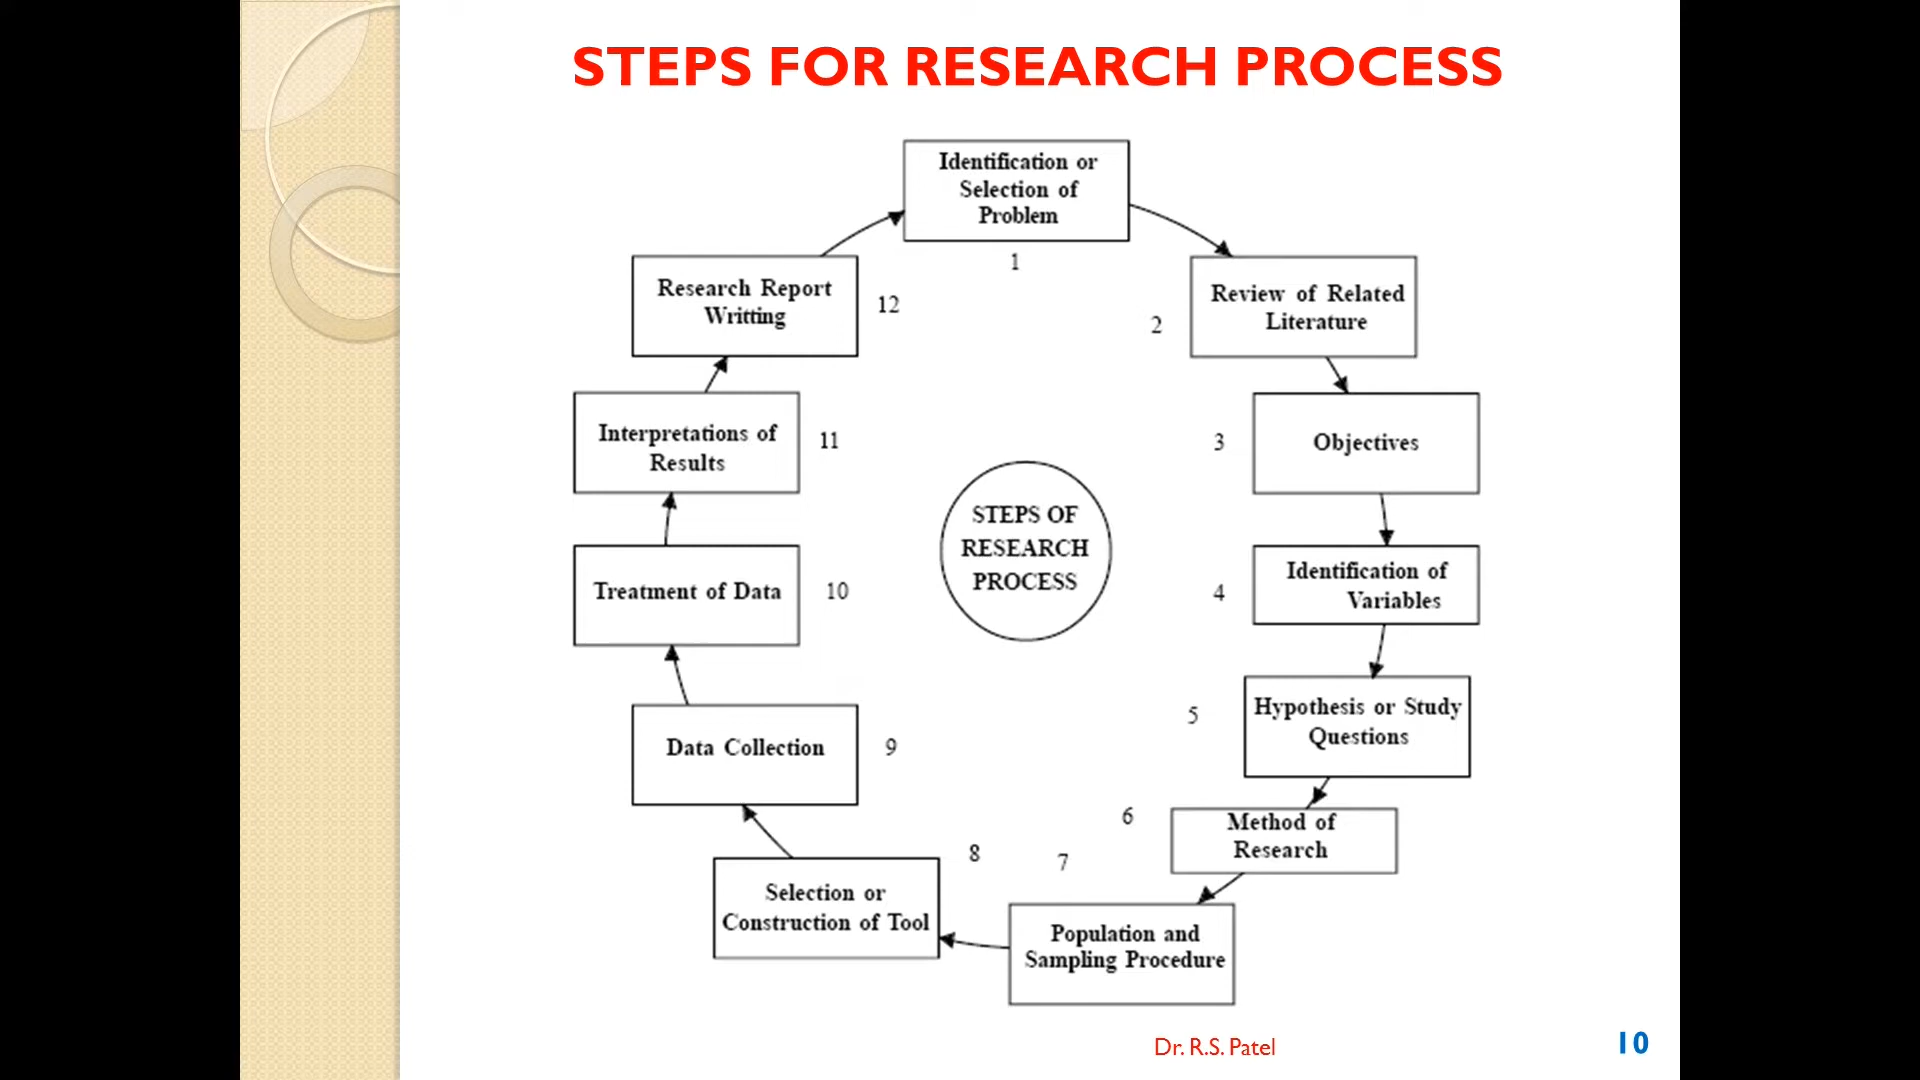 STEPS FOR RESEARCH PROCESS
Identification or
Selection of
Problem
1
Review of Related
Literature
2
Objectives
3
Identification of
Variables
4
Hypothesis or Study
Questions
5
Method of
Research
6
Population and
Sampling Procedure
7
Selection or
Construction of Tool
8
Data Collection
9
Treatment of Data
10
Interpretations of
Results
11
Research Report
Writting
12
STEPS OF
RESEARCH
PROCESS
Dr. R.S. Patel
10